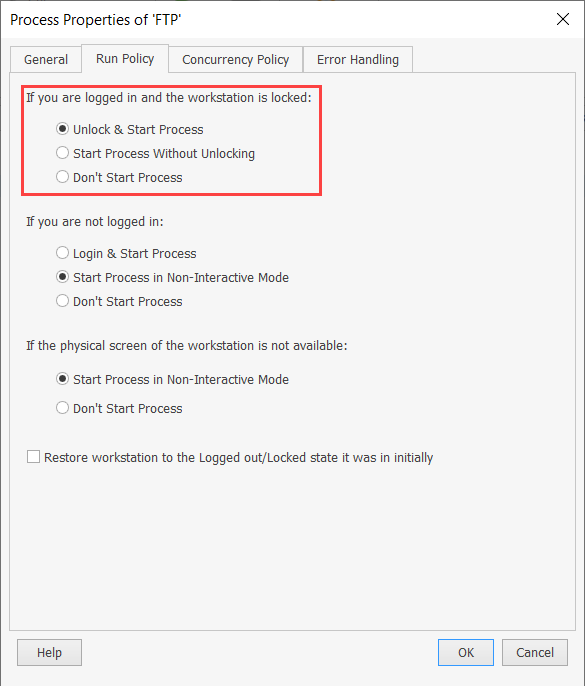 Process Properties of 'FTP'
General
Run Policy
Concurrency Policy
Error Handling
If you are logged in and the workstation is locked:
Unlock & Start Process
Start Process Without Unlocking
Don't Start Process
If you are not logged in:
Login & Start Process
Start Process in Non-Interactive Mode
Don't Start Process
If the physical screen of the workstation is not available:
Start Process in Non-Interactive Mode
Don't Start Process
Restore workstation to the Logged out/Locked state it was in initially
Help
OK
Cancel